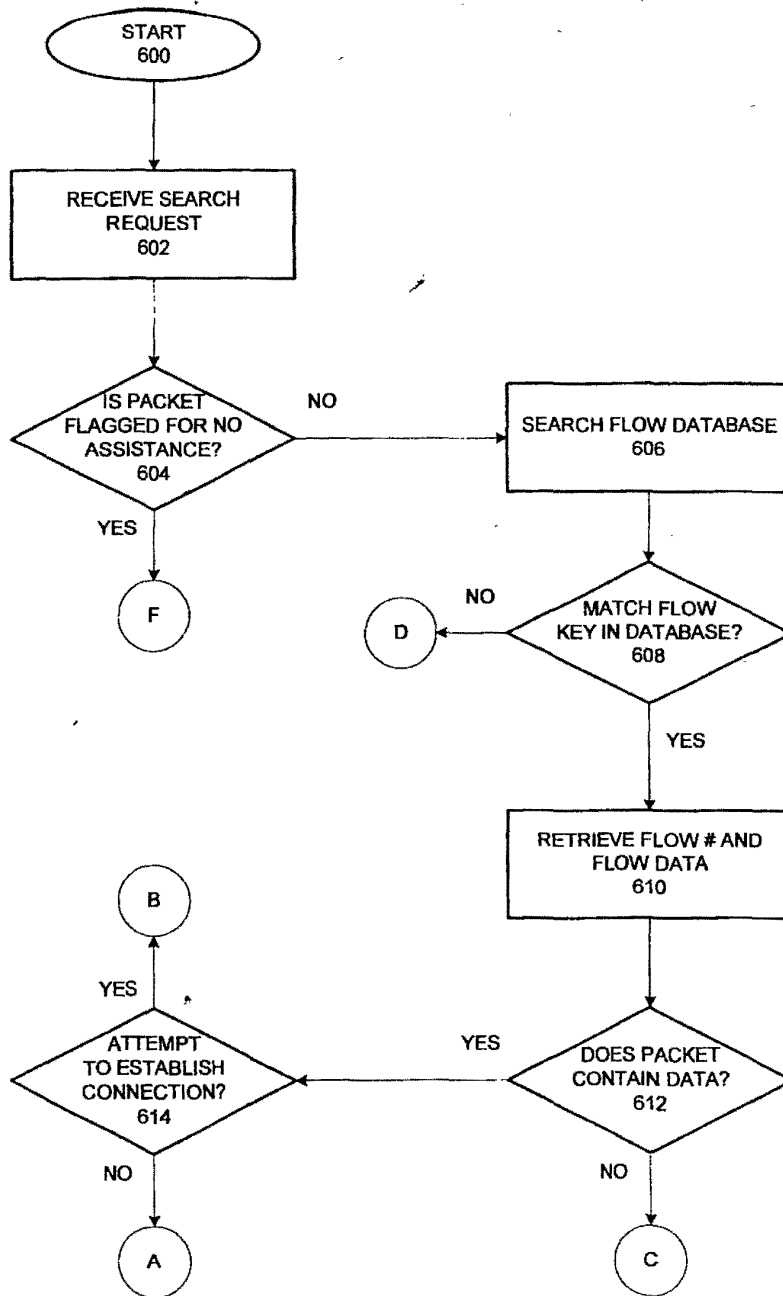 START
600
RECEIVE SEARCH
REQUEST
602
IS PACKET
FLAGGED FOR NO
ASSISTANCE?
604
NO
YES
F
SEARCH FLOW DATABASE
606
MATCH FLOW
KEY IN DATABASE?
608
NO
D
YES
RETRIEVE FLOW # AND
FLOW DATA
610
DOES PACKET
CONTAIN DATA?
612
YES
NO
C
ATTEMPT
TO ESTABLISH
CONNECTION?
614
YES
B
NO
A